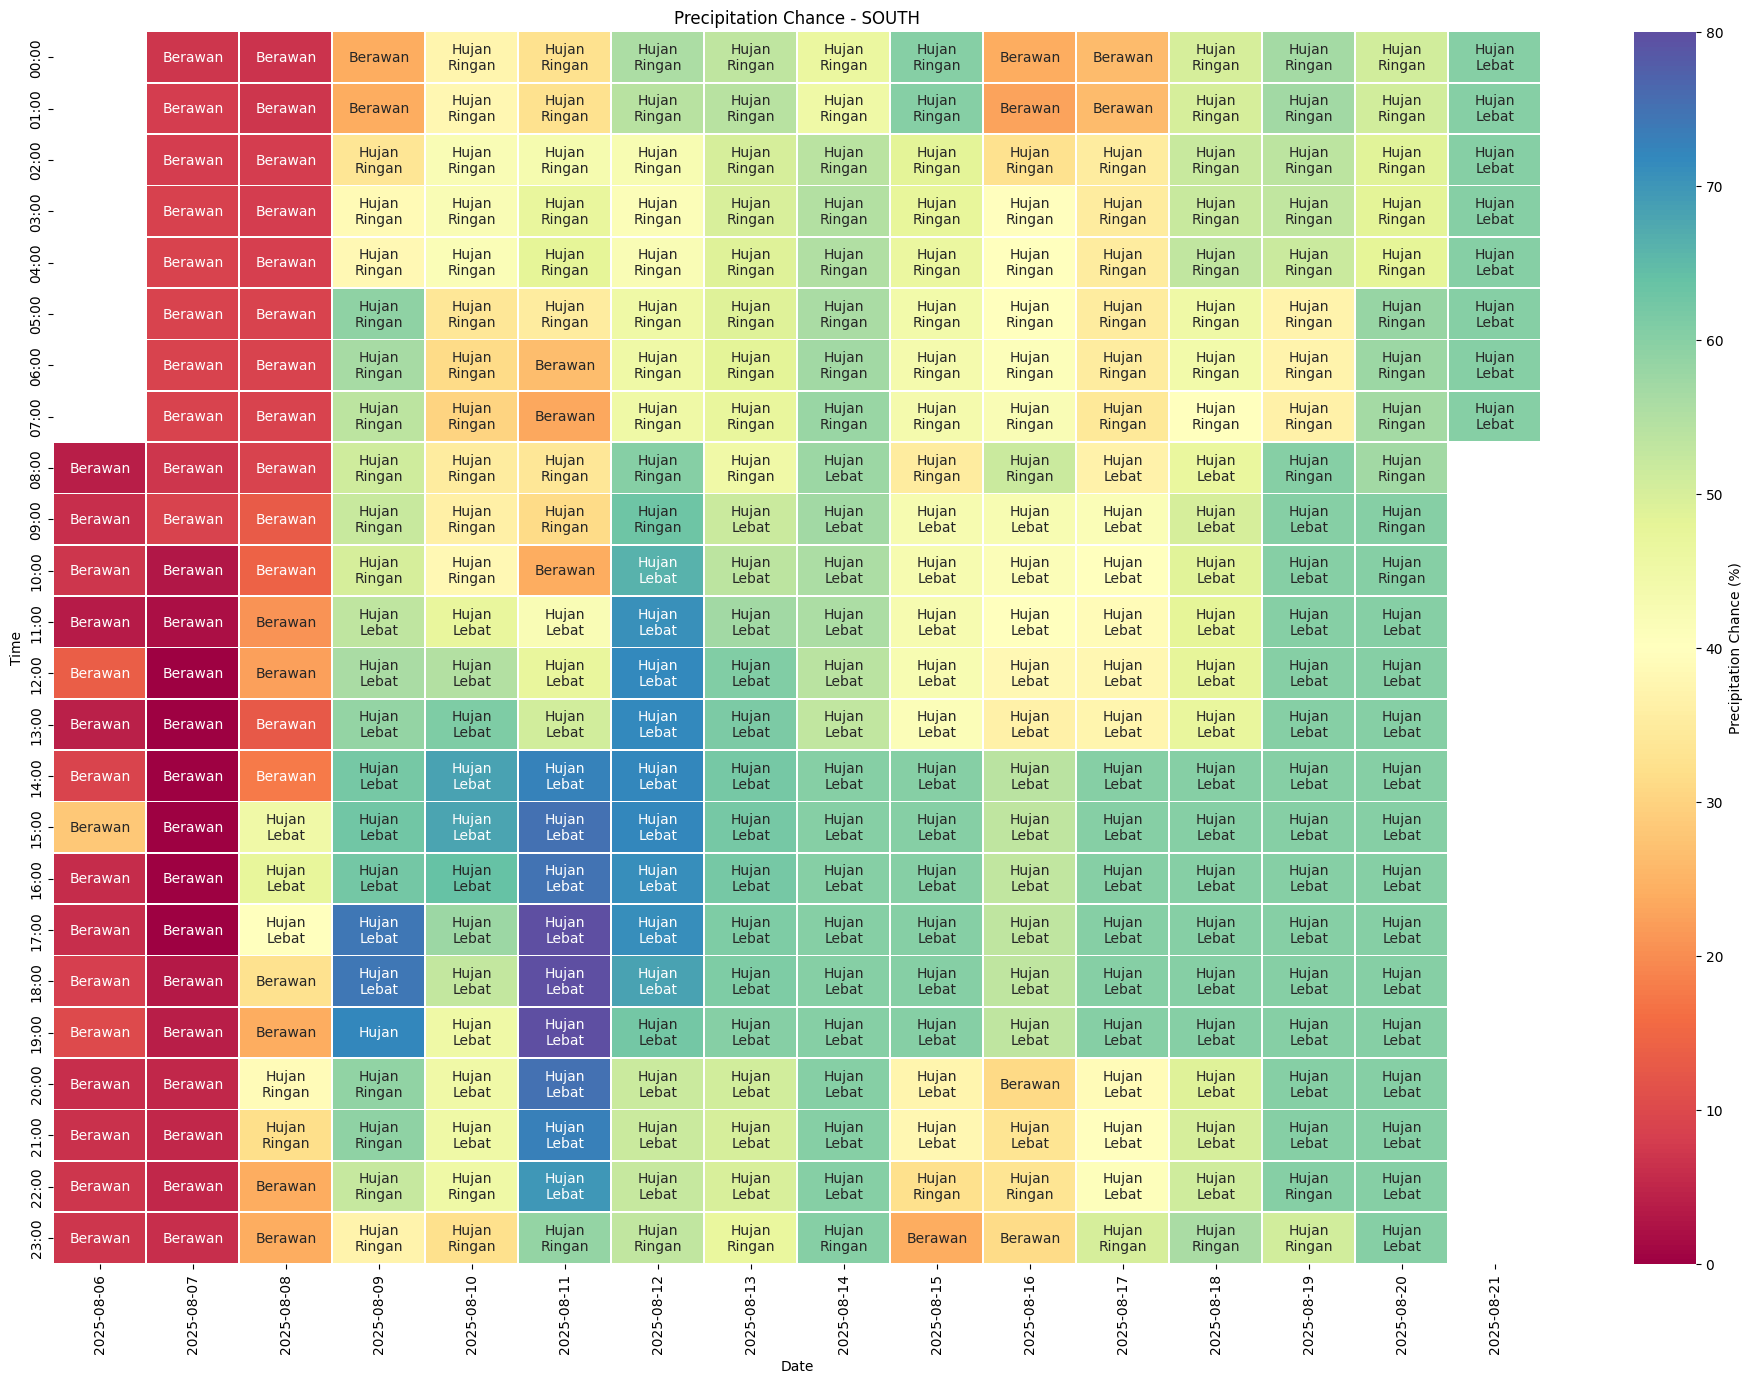 Precipitation Chance - SOUTH
Time
00:00 Berawan Berawan Berawan Hujan Ringan Hujan Ringan Hujan Ringan Hujan Ringan Hujan Ringan Hujan Ringan Berawan Berawan Hujan Ringan Hujan Ringan Hujan Ringan Hujan Lebat
01:00 Berawan Berawan Berawan Hujan Ringan Hujan Ringan Hujan Ringan Hujan Ringan Hujan Ringan Hujan Ringan Berawan Berawan Hujan Ringan Hujan Ringan Hujan Ringan Hujan Lebat
02:00 Berawan Berawan Hujan Ringan Hujan Ringan Hujan Ringan Hujan Ringan Hujan Ringan Hujan Ringan Hujan Ringan Hujan Ringan Hujan Ringan Hujan Ringan Hujan Ringan Hujan Ringan Hujan Lebat
03:00 Berawan Berawan Hujan Ringan Hujan Ringan Hujan Ringan Hujan Ringan Hujan Ringan Hujan Ringan Hujan Ringan Hujan Ringan Hujan Ringan Hujan Ringan Hujan Ringan Hujan Ringan Hujan Lebat
04:00 Berawan Berawan Hujan Ringan Hujan Ringan Hujan Ringan Hujan Ringan Hujan Ringan Hujan Ringan Hujan Ringan Hujan Ringan Hujan Ringan Hujan Ringan Hujan Ringan Hujan Ringan Hujan Lebat
05:00 Berawan Berawan Hujan Ringan Hujan Ringan Hujan Ringan Hujan Ringan Hujan Ringan Hujan Ringan Hujan Ringan Hujan Ringan Hujan Ringan Hujan Ringan Hujan Ringan Hujan Ringan Hujan Lebat
06:00 Berawan Berawan Hujan Ringan Hujan Ringan Berawan Hujan Ringan Hujan Ringan Hujan Ringan Hujan Ringan Hujan Ringan Hujan Ringan Hujan Ringan Hujan Ringan Hujan Ringan Hujan Lebat
07:00 Berawan Berawan Hujan Ringan Hujan Ringan Berawan Hujan Ringan Hujan Ringan Hujan Ringan Hujan Ringan Hujan Ringan Hujan Ringan Hujan Ringan Hujan Ringan Hujan Ringan Hujan Lebat
08:00 Berawan Berawan Berawan Hujan Ringan Hujan Ringan Hujan Ringan Hujan Ringan Hujan Ringan Hujan Lebat Hujan Ringan Hujan Ringan Hujan Lebat Hujan Lebat Hujan Ringan Hujan Ringan
09:00 Berawan Berawan Berawan Hujan Ringan Hujan Ringan Hujan Ringan Hujan Ringan Hujan Lebat Hujan Lebat Hujan Lebat Hujan Lebat Hujan Lebat Hujan Lebat Hujan Lebat Hujan Ringan
10:00 Berawan Berawan Berawan Hujan Ringan Hujan Ringan Berawan Hujan Lebat Hujan Lebat Hujan Lebat Hujan Lebat Hujan Lebat Hujan Lebat Hujan Lebat Hujan Lebat Hujan Ringan
11:00 Berawan Berawan Berawan Hujan Lebat Hujan Lebat Hujan Lebat Hujan Lebat Hujan Lebat Hujan Lebat Hujan Lebat Hujan Lebat Hujan Lebat Hujan Lebat Hujan Lebat Hujan Lebat
12:00 Berawan Berawan Berawan Hujan Lebat Hujan Lebat Hujan Lebat Hujan Lebat Hujan Lebat Hujan Lebat Hujan Lebat Hujan Lebat Hujan Lebat Hujan Lebat Hujan Lebat Hujan Lebat
13:00 Berawan Berawan Berawan Hujan Lebat Hujan Lebat Hujan Lebat Hujan Lebat Hujan Lebat Hujan Lebat Hujan Lebat Hujan Lebat Hujan Lebat Hujan Lebat Hujan Lebat Hujan Lebat
14:00 Berawan Berawan Berawan Hujan Lebat Hujan Lebat Hujan Lebat Hujan Lebat Hujan Lebat Hujan Lebat Hujan Lebat Hujan Lebat Hujan Lebat Hujan Lebat Hujan Lebat Hujan Lebat
15:00 Berawan Berawan Hujan Lebat Hujan Lebat Hujan Lebat Hujan Lebat Hujan Lebat Hujan Lebat Hujan Lebat Hujan Lebat Hujan Lebat Hujan Lebat Hujan Lebat Hujan Lebat Hujan Lebat
16:00 Berawan Berawan Hujan Lebat Hujan Lebat Hujan Lebat Hujan Lebat Hujan Lebat Hujan Lebat Hujan Lebat Hujan Lebat Hujan Lebat Hujan Lebat Hujan Lebat Hujan Lebat Hujan Lebat
17:00 Berawan Berawan Hujan Lebat Hujan Lebat Hujan Lebat Hujan Lebat Hujan Lebat Hujan Lebat Hujan Lebat Hujan Lebat Hujan Lebat Hujan Lebat Hujan Lebat Hujan Lebat Hujan Lebat
18:00 Berawan Berawan Berawan Hujan Lebat Hujan Lebat Hujan Lebat Hujan Lebat Hujan Lebat Hujan Lebat Hujan Lebat Hujan Lebat Hujan Lebat Hujan Lebat Hujan Lebat Hujan Lebat
19:00 Berawan Berawan Berawan Hujan Hujan Lebat Hujan Lebat Hujan Lebat Hujan Lebat Hujan Lebat Hujan Lebat Hujan Lebat Hujan Lebat Hujan Lebat Hujan Lebat Hujan Lebat
20:00 Berawan Berawan Hujan Ringan Hujan Ringan Hujan Lebat Hujan Lebat Hujan Lebat Hujan Lebat Hujan Lebat Hujan Lebat Berawan Hujan Lebat Hujan Lebat Hujan Lebat Hujan Lebat
21:00 Berawan Berawan Hujan Ringan Hujan Ringan Hujan Lebat Hujan Lebat Hujan Lebat Hujan Lebat Hujan Lebat Hujan Lebat Hujan Lebat Hujan Lebat Hujan Lebat Hujan Lebat Hujan Lebat
22:00 Berawan Berawan Berawan Hujan Ringan Hujan Ringan Hujan Lebat Hujan Lebat Hujan Lebat Hujan Lebat Hujan Ringan Hujan Ringan Hujan Lebat Hujan Lebat Hujan Ringan Hujan Lebat
23:00 Berawan Berawan Berawan Hujan Ringan Hujan Ringan Hujan Ringan Hujan Ringan Hujan Ringan Hujan Ringan Berawan Berawan Hujan Ringan Hujan Ringan Hujan Ringan Hujan Lebat
2025-08-06 2025-08-07 2025-08-08 2025-08-09 2025-08-10 2025-08-11 2025-08-12 2025-08-13 2025-08-14 2025-08-15 2025-08-16 2025-08-17 2025-08-18 2025-08-19 2025-08-20 2025-08-21
Date
80
70
60
50
40
30
20
10
0
Precipitation Chance (%)